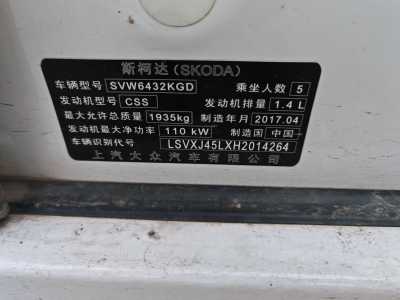 斯柯达(SKODA)
车辆型号 SVW6432KGD 乘坐人数 5
发动机型号 CSS 发动机排量 1.4 L
最大允许总质量 1935kg 制造年月 2017.04
发动机最大净功率 110 kW 制造国 中国
车辆识别代号 LSVXJ45LXH2014264
上汽大众汽车有限公司